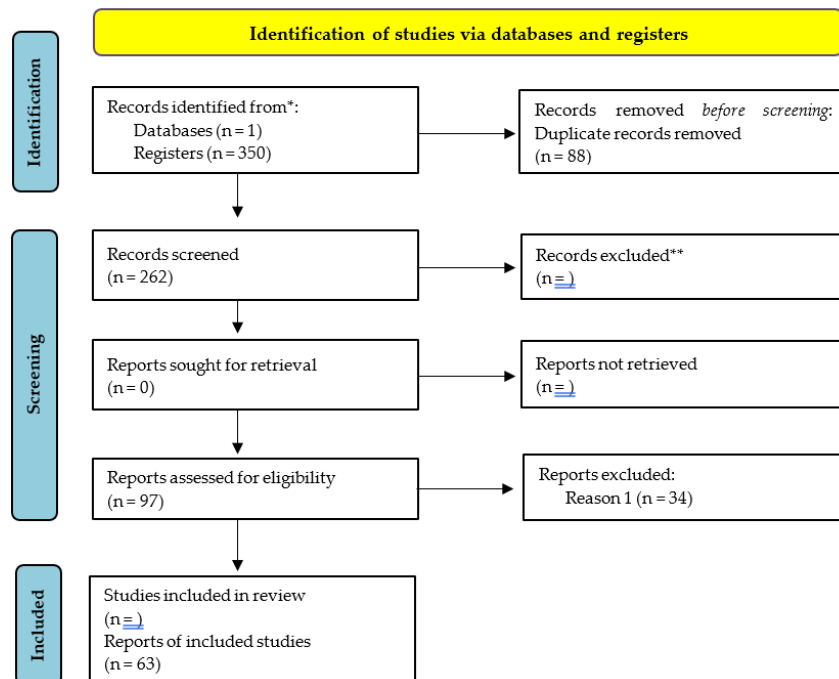 Identification of studies via databases and registers
Identification
Records identified from*:
Databases (n = 1)
Registers (n = 350)
Records removed before screening:
Duplicate records removed
(n = 88)
Screening
Records screened
(n = 262)
Records excluded**
(n = )
Reports sought for retrieval
(n = 0)
Reports not retrieved
(n = )
Reports assessed for eligibility
(n = 97)
Reports excluded:
Reason 1 (n = 34)
Included
Studies included in review
(n = )
Reports of included studies
(n = 63)